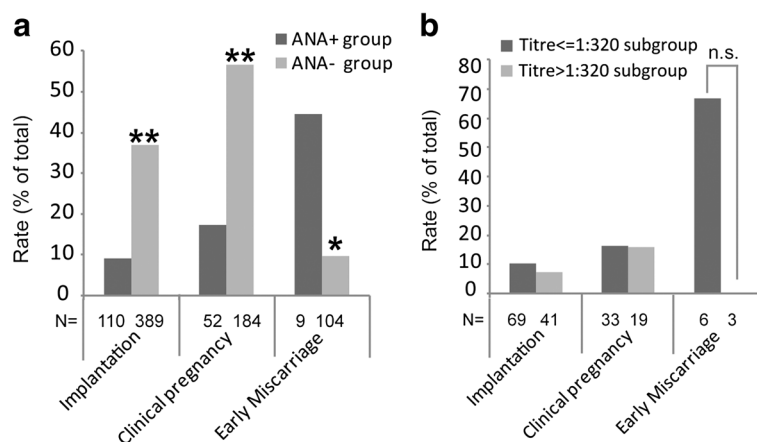 a
ANA+ group
ANA- group
Rate (% of total)
60
50
40
30
20
10
0
**
**
*
N= 110 389 52 184 9 104
Implantation
Clinical pregnancy
Early Miscarriage
b
Titre<=1:320 subgroup
Titre>1:320 subgroup
n.s.
Rate (% of total)
80
70
60
50
40
30
20
10
0
N= 69 41 33 19 6 3
Implantation
Clinical pregnancy
Early Miscarriage